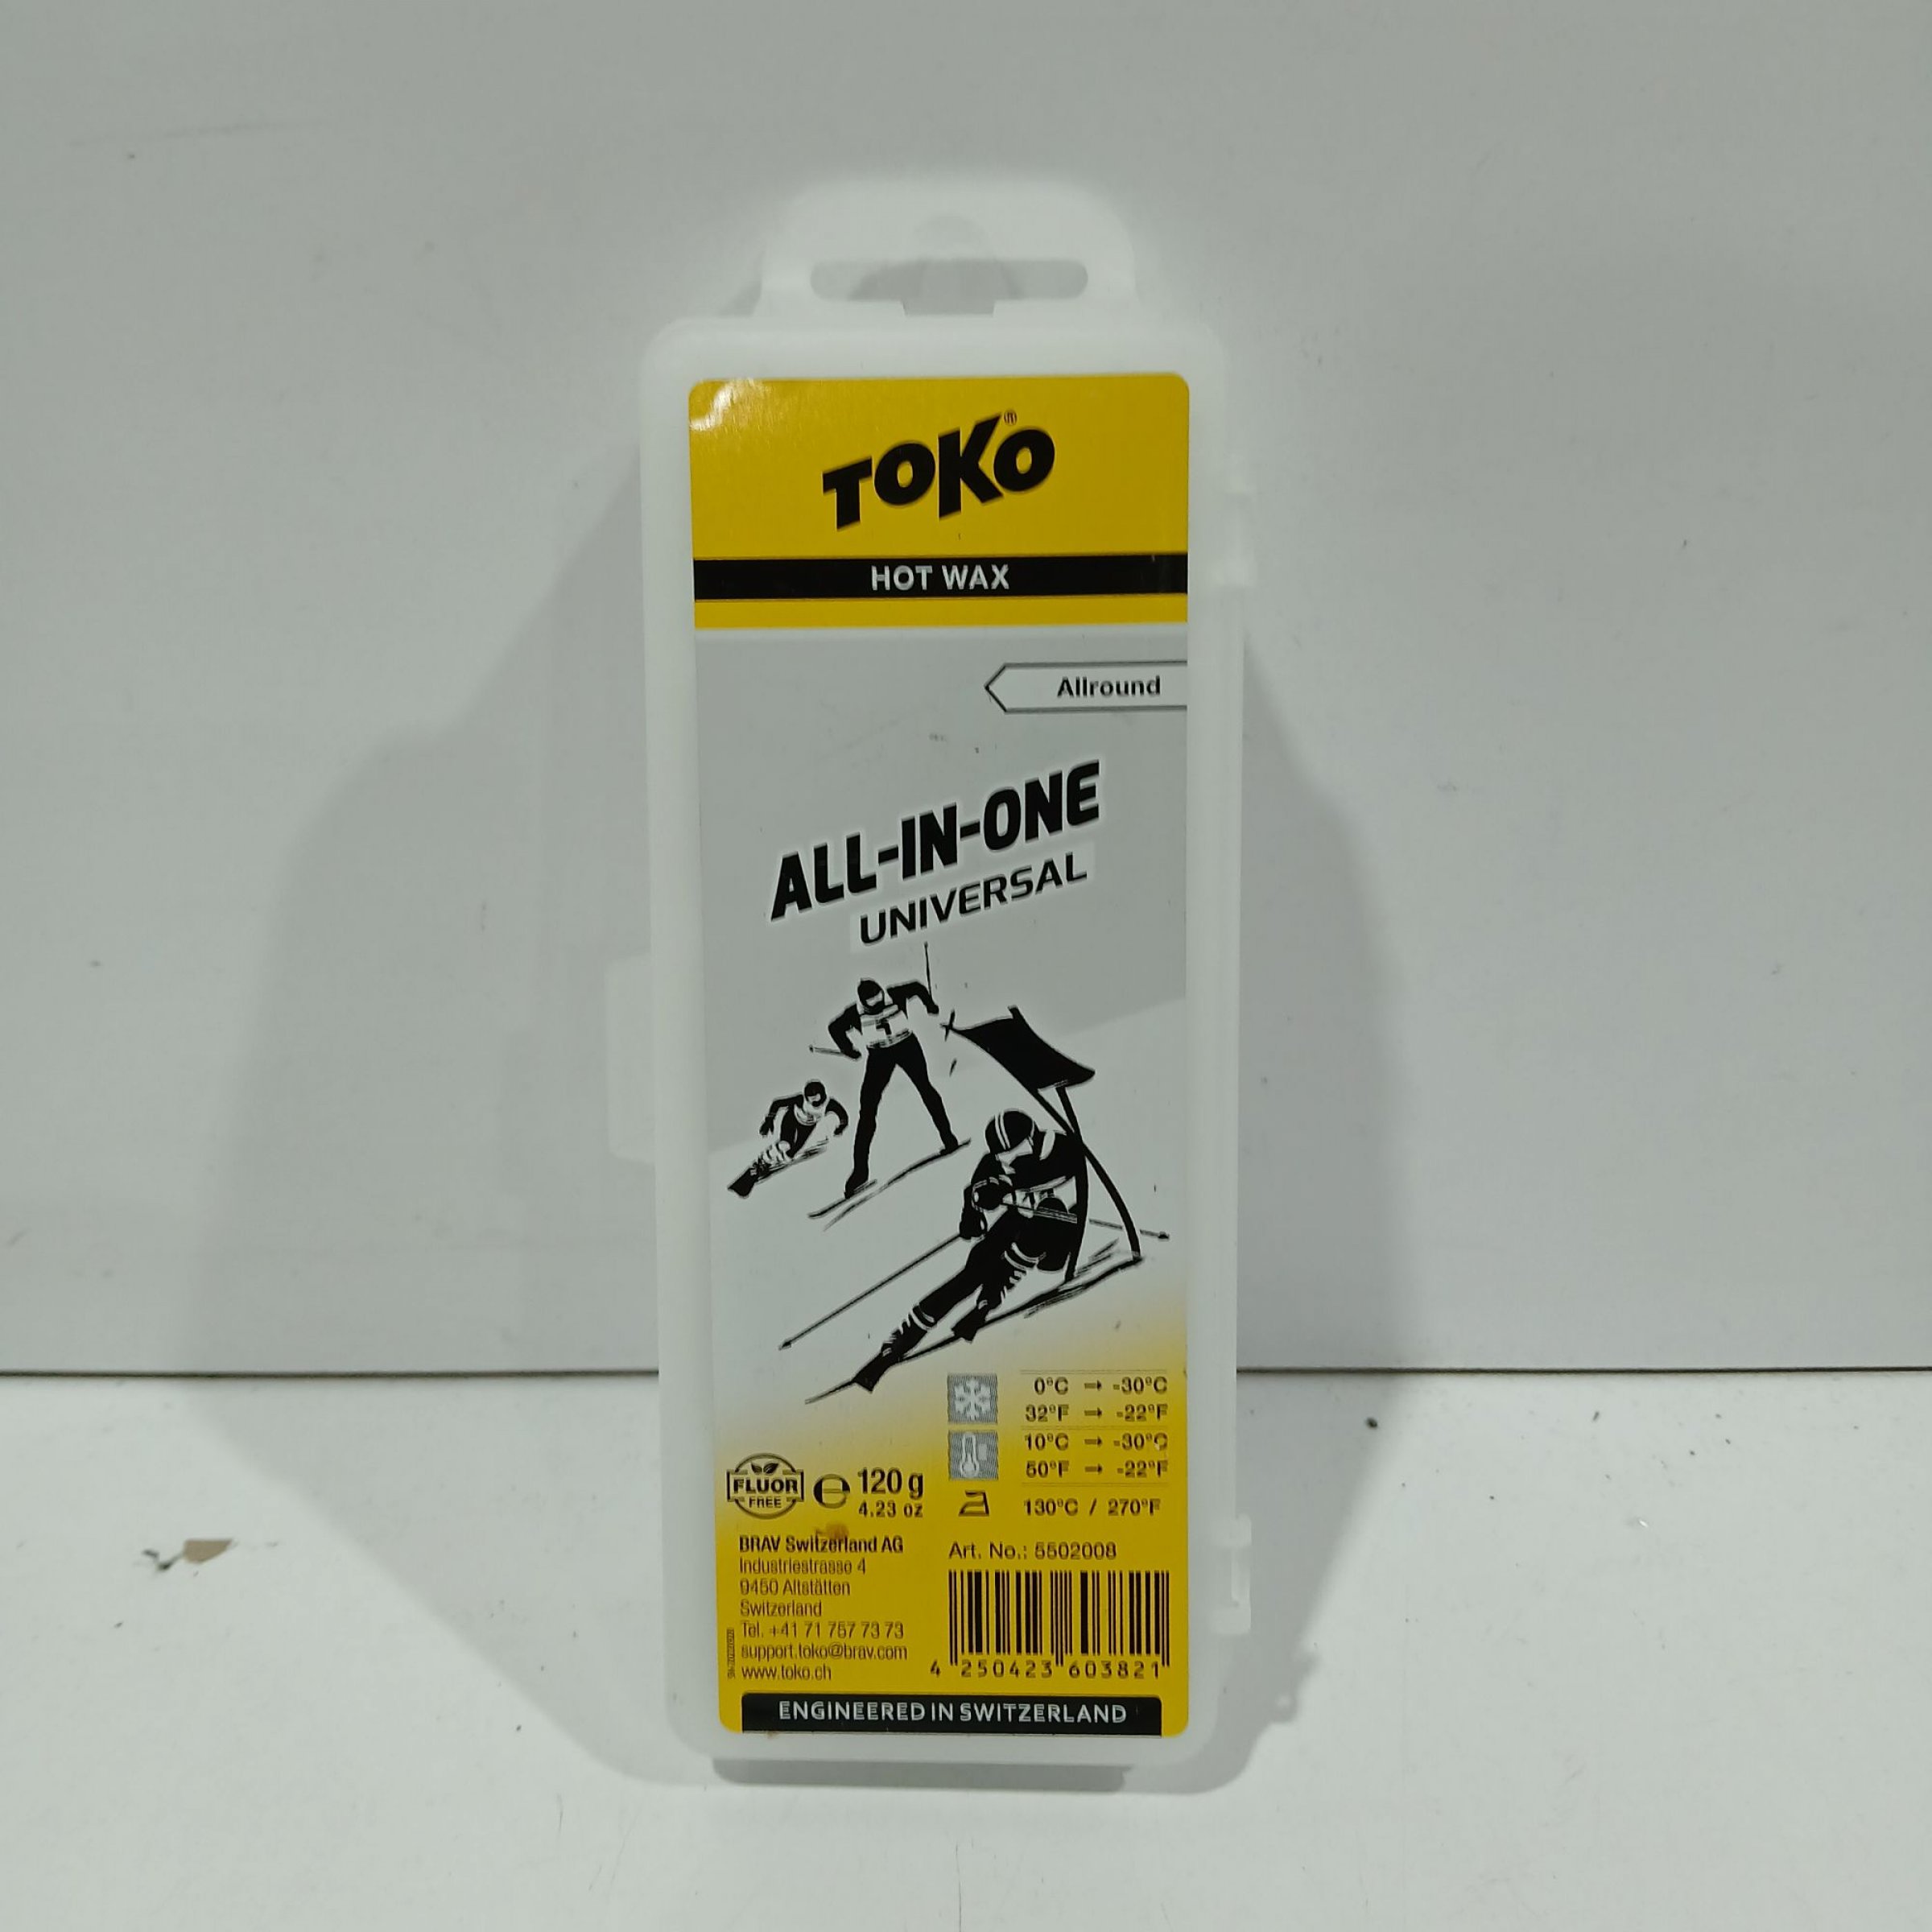 TOKO®
HOT WAX
Allround
ALL-IN-ONE
UNIVERSAL
0°C → -30°C
32°F → -22°F
10°C → -30°C
50°F → -22°F
130°C / 270°F
FLUOR
FREE
e 120 g
4.23 oz
BRAV Switzerland AG
Industriestrasse 4
9450 Altstätten
Switzerland
Tel. +41 71 757 73 73
support.toko@brav.com
www.toko.ch
Art. No.: 5502008
4 250423 603821
ENGINEERED IN SWITZERLAND